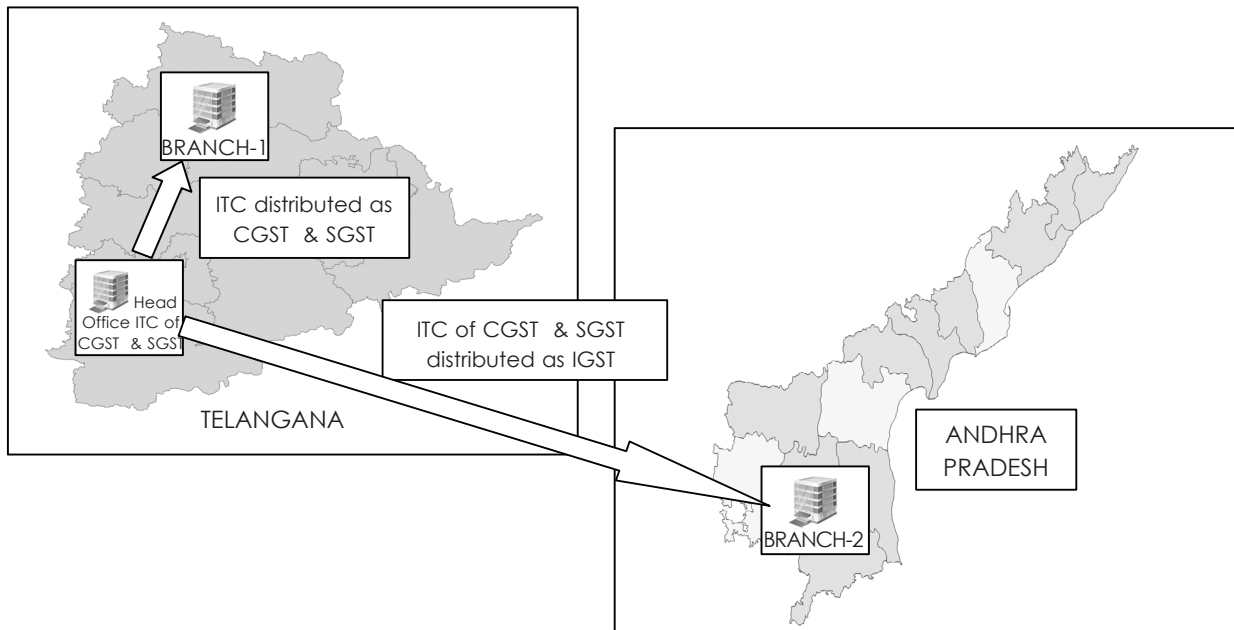 BRANCH-1
ITC distributed as
CGST & SGST
Head
Office ITC of
CGST & SGST
ITC of CGST & SGST
distributed as IGST
TELANGANA
ANDHRA
PRADESH
BRANCH-2